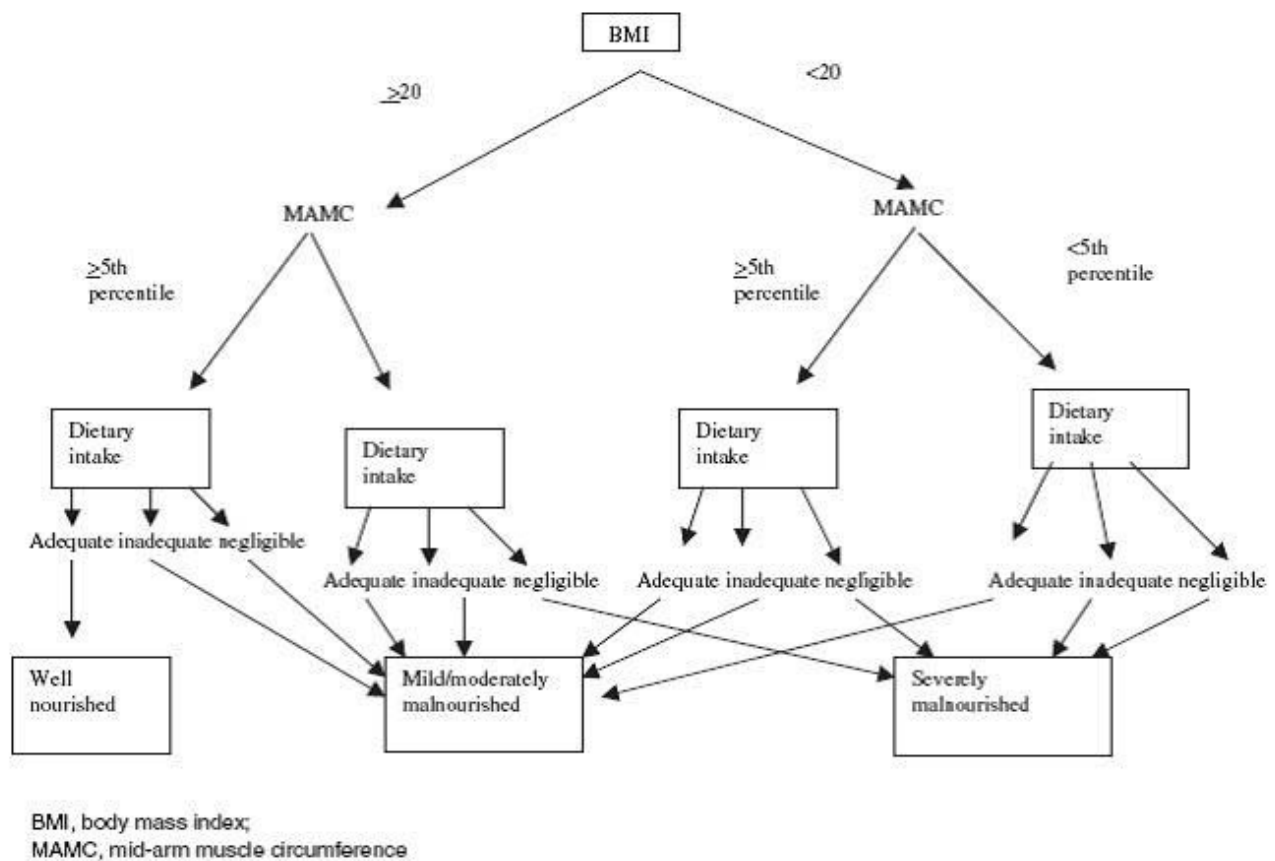 BMI
≥20
<20
MAMC
MAMC
≥5th
percentile
≥5th
percentile
<5th
percentile
Dietary
intake
Dietary
intake
Dietary
intake
Dietary
intake
Adequate inadequate negligible
Adequate inadequate negligible
Adequate inadequate negligible
Adequate inadequate negligible
Well
nourished
Mild/moderately
malnourished
Severely
malnourished
BMI, body mass index;
MAMC, mid-arm muscle circumference